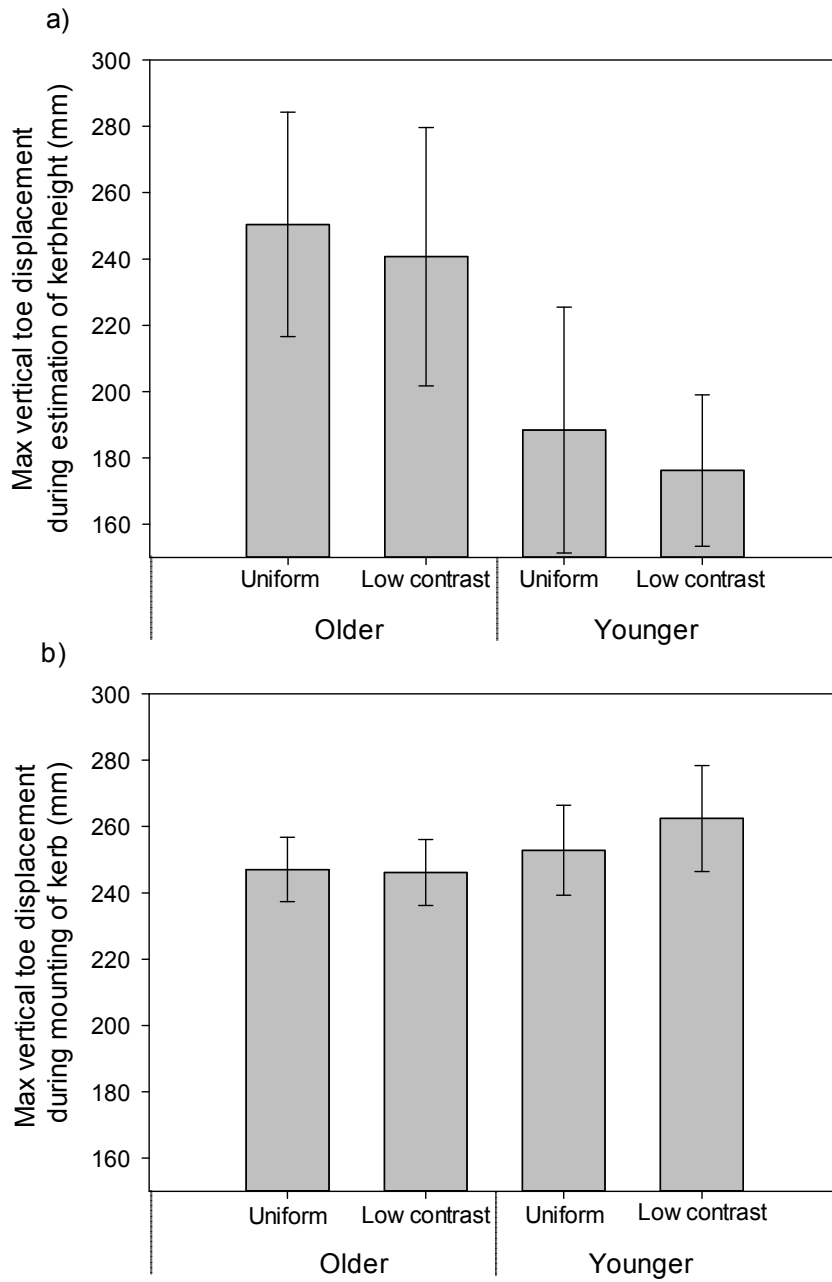 a)
Max vertical toe displacement
during estimation of kerbheight (mm)
300
280
260
240
220
200
180
160
Uniform Low contrast Uniform Low contrast
Older Younger
b)
Max vertical toe displacement
during mounting of kerb (mm)
300
280
260
240
220
200
180
160
Uniform Low contrast Uniform Low contrast
Older Younger